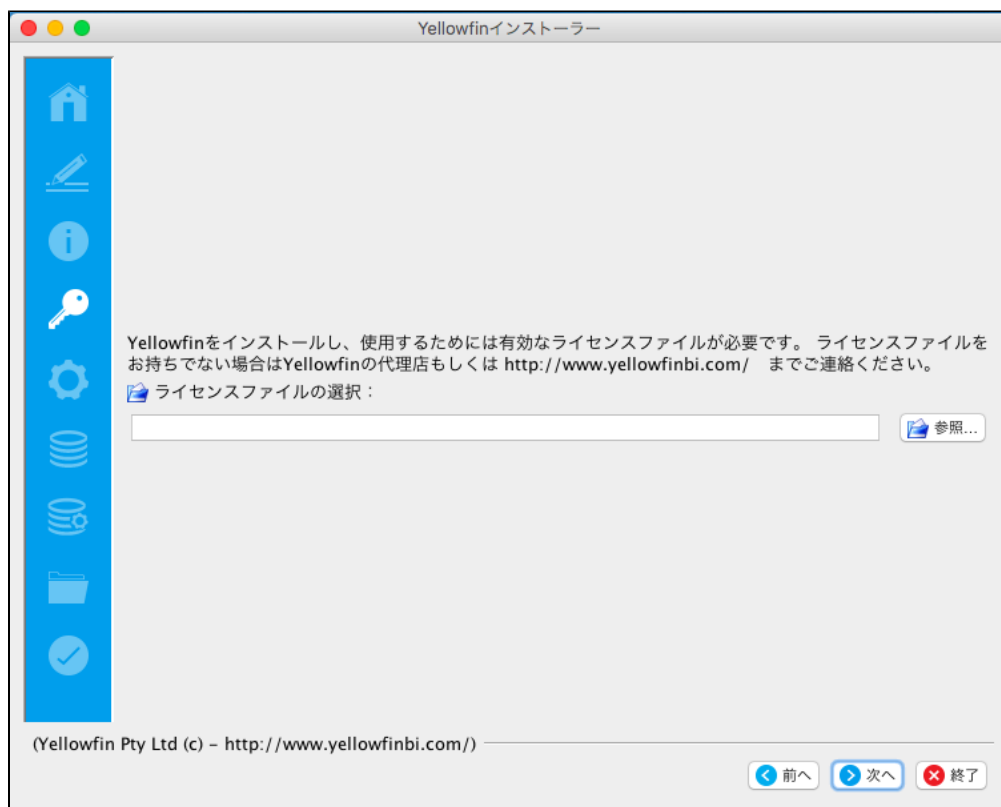 Yellowfinインストーラー
Yellowfinをインストールし、使用するためには有効なライセンスファイルが必要です。 ライセンスファイルを
お持ちでない場合はYellowfinの代理店もしくは http://www.yellowfinbi.com/　までご連絡ください。
ライセンスファイルの選択：
参照...
(Yellowfin Pty Ltd (c) – http://www.yellowfinbi.com/)
前へ 次へ 終了